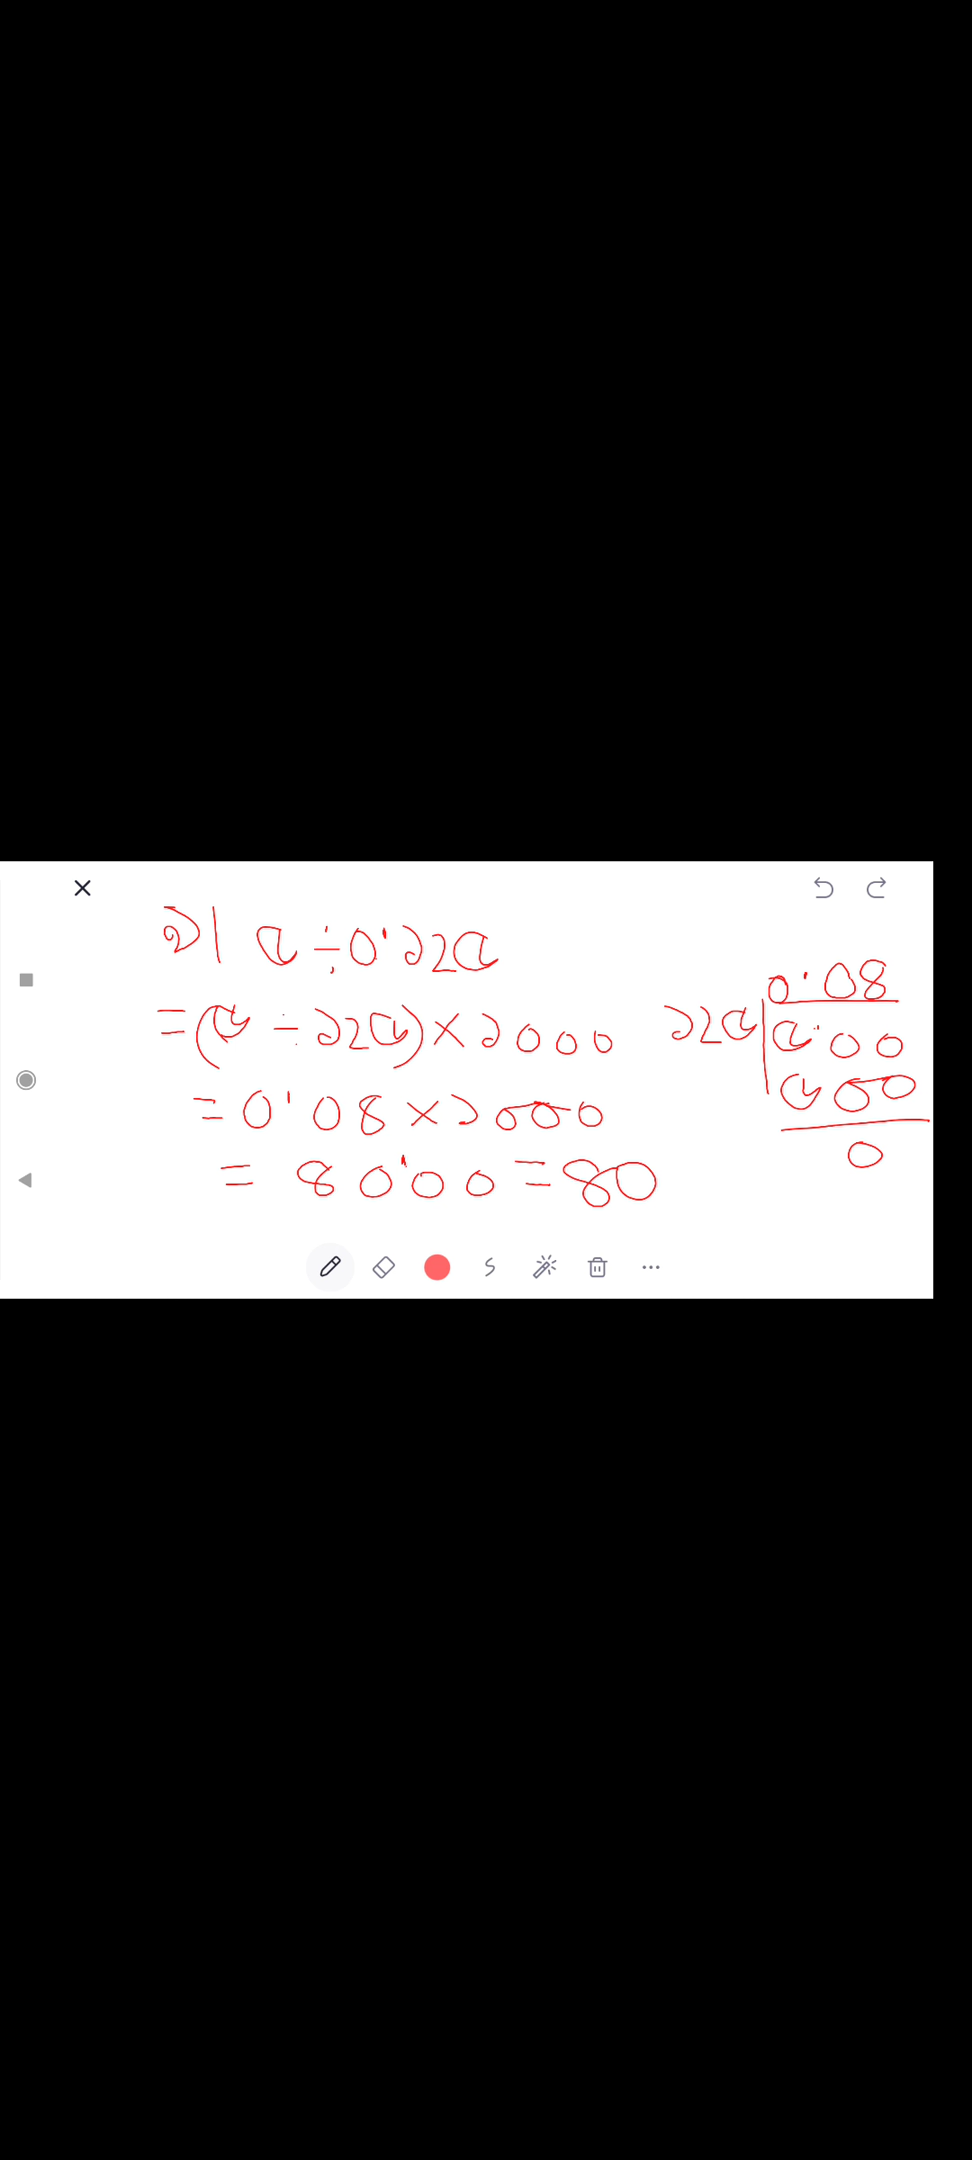 ১। ৫ ÷ ০.১২৫
= (৫ ÷ ১২৫) × ১০০০
= ০.০৪ × ১০০০
= ৪০.০০ = ৪০
০.০৪
১২৫ | ৫.০০
৫০০
০